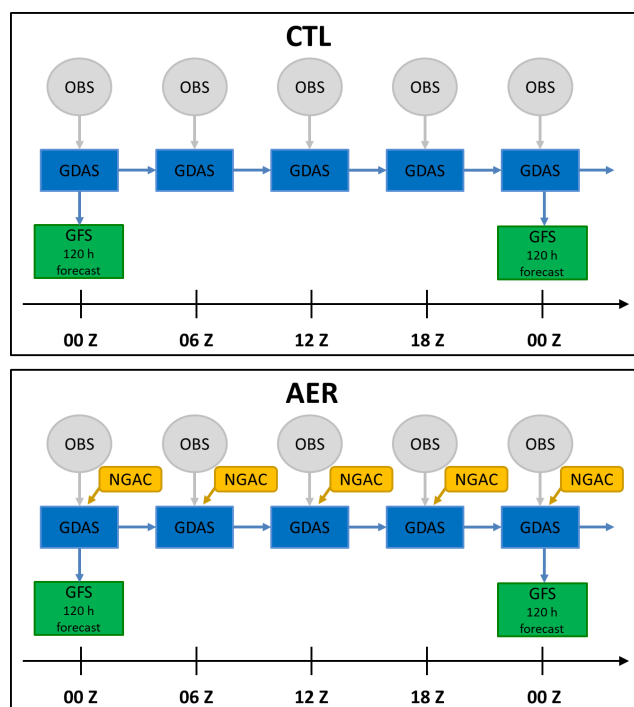 CTL
OBS OBS OBS OBS OBS
GDAS GDAS GDAS GDAS GDAS
GFS
120 h
forecast
GFS
120 h
forecast
00 Z 06 Z 12 Z 18 Z 00 Z
AER
OBS OBS OBS OBS OBS
NGAC NGAC NGAC NGAC NGAC
GDAS GDAS GDAS GDAS GDAS
GFS
120 h
forecast
GFS
120 h
forecast
00 Z 06 Z 12 Z 18 Z 00 Z